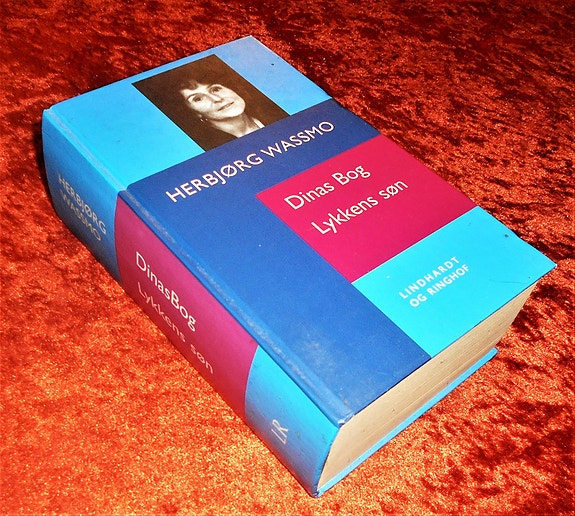 HERBJØRG WASSMO
Dinas Bog
Lykkens søn
LINDHARDT
OG RINGHOF
HERBJØRG
WASSMO
DinasBog
Lykkens søn
LR